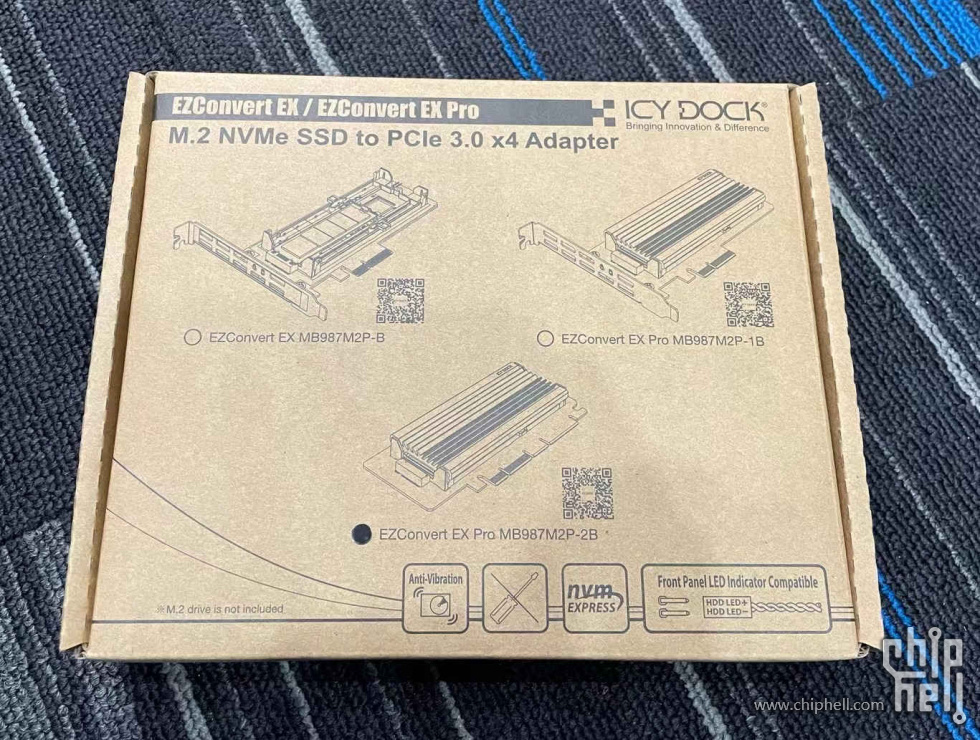 EZConvert EX / EZConvert EX Pro
ICY DOCK®
Bringing Innovation & Difference
M.2 NVMe SSD to PCIe 3.0 x4 Adapter
EZConvert EX MB987M2P-B
EZConvert EX Pro MB987M2P-1B
EZConvert EX Pro MB987M2P-2B
Anti-Vibration
nvm
EXPRESS
Front Panel LED Indicator Compatible
HDD LED+
HDD LED−
※M.2 drive is not included
chip
hell
www.chiphell.com